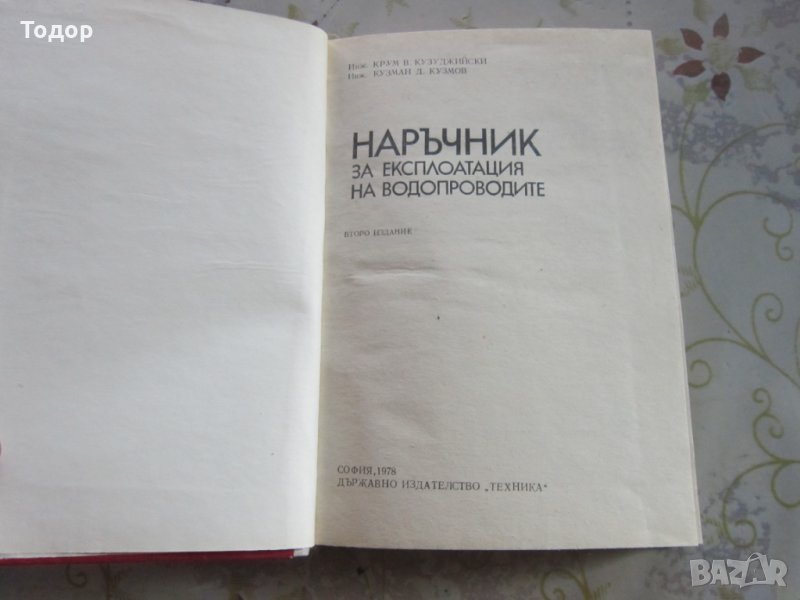 Тодор
Инж. КРУМ В. КУЗУДЖИЙСКИ
Инж. КУЗМАН Д. КУЗМОВ
НАРЪЧНИК
ЗА ЕКСПЛОАТАЦИЯ
НА ВОДОПРОВОДИТЕ
ВТОРО ИЗДАНИЕ
СОФИЯ, 1978
ДЪРЖАВНО ИЗДАТЕЛСТВО „ТЕХНИКА“
BAZAR